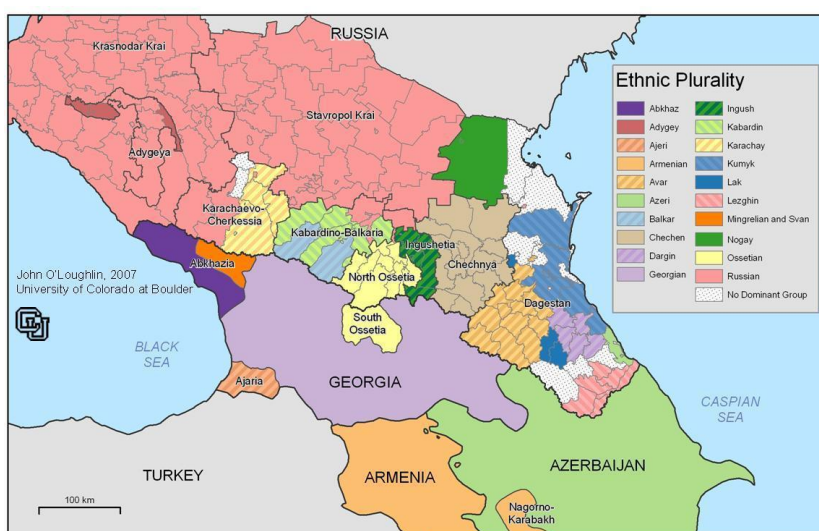 RUSSIA
Krasnodar Krai
Stavropol Krai
Adygeya
Karachaevo-
Cherkessia
Kabardino-Balkaria
Ingushetia
Abkhazia
North Ossetia
Chechnya
South
Ossetia
Dagestan
John O'Loughlin, 2007
University of Colorado at Boulder
CU
BLACK
SEA
Ajaria
GEORGIA
CASPIAN
SEA
TURKEY
ARMENIA
AZERBAIJAN
Nagorno-
Karabakh
100 km
Ethnic Plurality
Abkhaz
Adygey
Ajeri
Armenian
Avar
Azeri
Balkar
Chechen
Dargin
Georgian
Ingush
Kabardin
Karachay
Kumyk
Lak
Lezghin
Mingrelian and Svan
Nogay
Ossetian
Russian
No Dominant Group